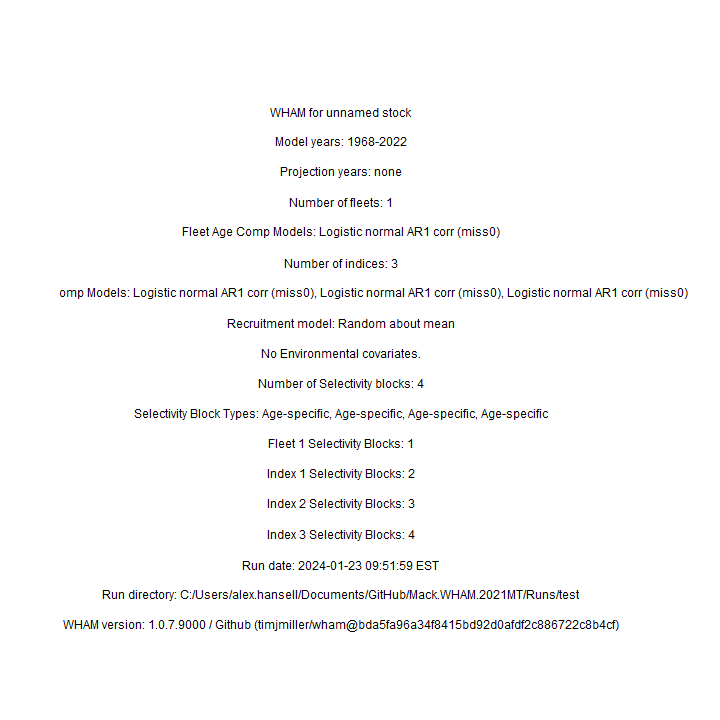 WHAM for unnamed stock
Model years: 1968-2022
Projection years: none
Number of fleets: 1
Fleet Age Comp Models: Logistic normal AR1 corr (miss0)
Number of indices: 3
omp Models: Logistic normal AR1 corr (miss0), Logistic normal AR1 corr (miss0), Logistic normal AR1 corr (miss0)
Recruitment model: Random about mean
No Environmental covariates.
Number of Selectivity blocks: 4
Selectivity Block Types: Age-specific, Age-specific, Age-specific, Age-specific
Fleet 1 Selectivity Blocks: 1
Index 1 Selectivity Blocks: 2
Index 2 Selectivity Blocks: 3
Index 3 Selectivity Blocks: 4
Run date: 2024-01-23 09:51:59 EST
Run directory: C:/Users/alex.hansell/Documents/GitHub/Mack.WHAM.2021MT/Runs/test
WHAM version: 1.0.7.9000 / Github (timjmiller/wham@bda5fa96a34f8415bd92d0afdf2c886722c8b4cf)